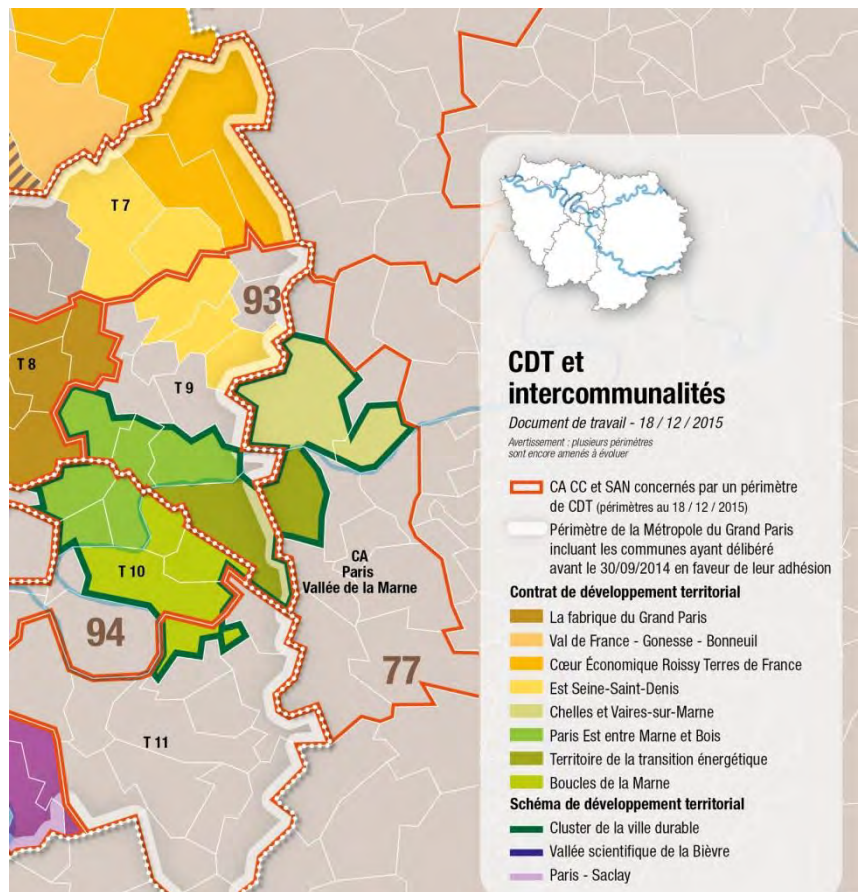 T 7
93
T 8
T 9
CA
Paris
Vallée de la Marne
T 10
94
77
T 11
CDT et
intercommunalités
Document de travail - 18 / 12 / 2015
Avertissement : plusieurs périmètres
sont encore amenés à évoluer
CA CC et SAN concernés par un périmètre
de CDT (périmètres au 18 / 12 / 2015)
Périmètre de la Métropole du Grand Paris
incluant les communes ayant délibéré
avant le 30/09/2014 en faveur de leur adhésion
Contrat de développement territorial
La fabrique du Grand Paris
Val de France - Gonesse - Bonneuil
Cœur Économique Roissy Terres de France
Est Seine-Saint-Denis
Chelles et Vaires-sur-Marne
Paris Est entre Marne et Bois
Territoire de la transition énergétique
Boucles de la Marne
Schéma de développement territorial
Cluster de la ville durable
Vallée scientifique de la Bièvre
Paris - Saclay